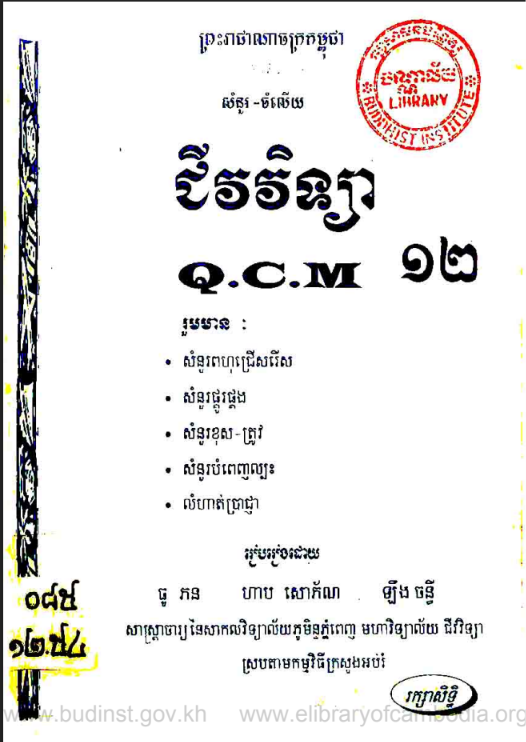 ព្រះរាជាណាចក្រកម្ពុជា
សំនួរ -ចំលើយ
ជីវវិទ្យា
Q.C.M ១២
រួមមាន :
• សំនួរពហុជ្រើសរើស
• សំនួរផ្គូរផ្គង
• សំនួរខុស-ត្រូវ
• សំនួរបំពេញល្បះ
• លំហាត់ប្រាជ្ញា
រៀបរៀងដោយ
ធូ ភន ហាប សោភ័ណ ឡឹង ចន្ធី
សាស្ត្រាចារ្យនៃសាកលវិទ្យាល័យភូមិន្ទភ្នំពេញ មហាវិទ្យាល័យ ជីវវិទ្យា
ស្របតាមកម្មវិធីក្រសួងអប់រំ
រក្សាសិទ្ធិ
បណ្ណាល័យ
LIBRARY
BUDDHIST INSTITUTE
www.budinst.gov.kh www.elibraryofcambodia.org